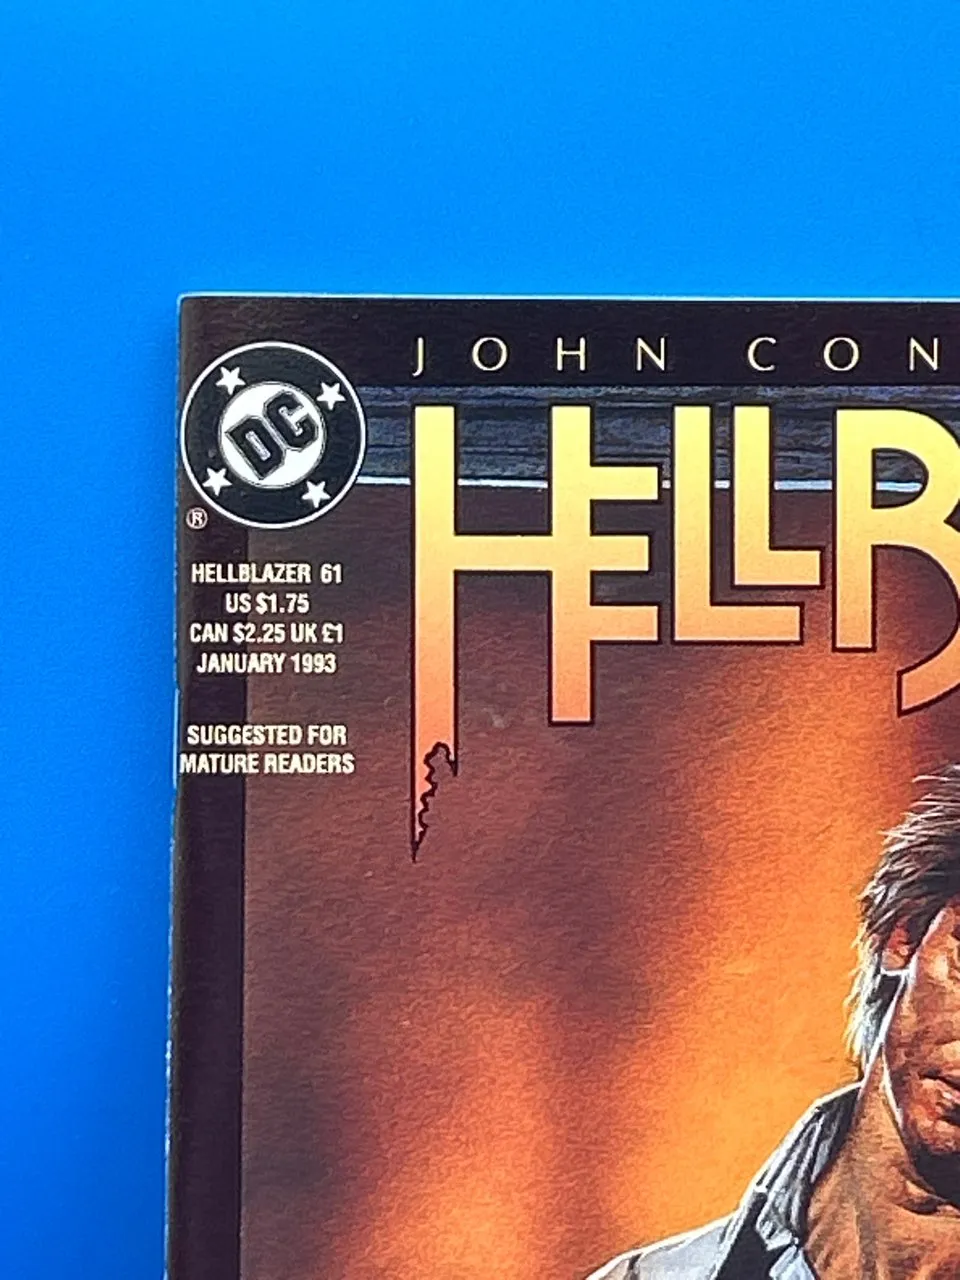 JOHN CON
DC
HELLB
®
HELLBLAZER 61
US $1.75
CAN $2.25 UK £1
JANUARY 1993
SUGGESTED FOR
MATURE READERS